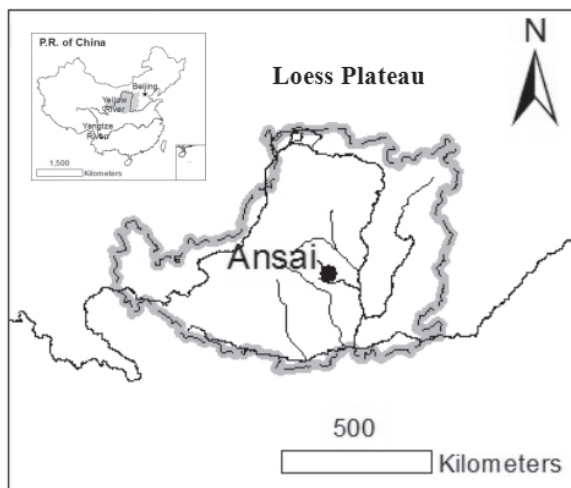 P.R. of China
Beijing
Yellow
River
Yangtze
River
1,500
Kilometers
Loess Plateau
N
Ansai
500
Kilometers